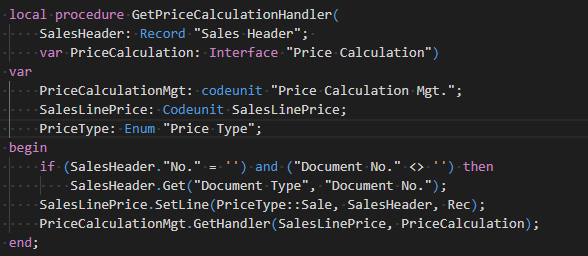 local procedure GetPriceCalculationHandler(
    SalesHeader: Record "Sales Header";
    var PriceCalculation: Interface "Price Calculation")
var
    PriceCalculationMgt: codeunit "Price Calculation Mgt.";
    SalesLinePrice: Codeunit SalesLinePrice;
    PriceType: Enum "Price Type";
begin
    if (SalesHeader."No." = '') and ("Document No." <> '') then
        SalesHeader.Get("Document Type", "Document No.");
    SalesLinePrice.SetLine(PriceType::Sale, SalesHeader, Rec);
    PriceCalculationMgt.GetHandler(SalesLinePrice, PriceCalculation);
end;